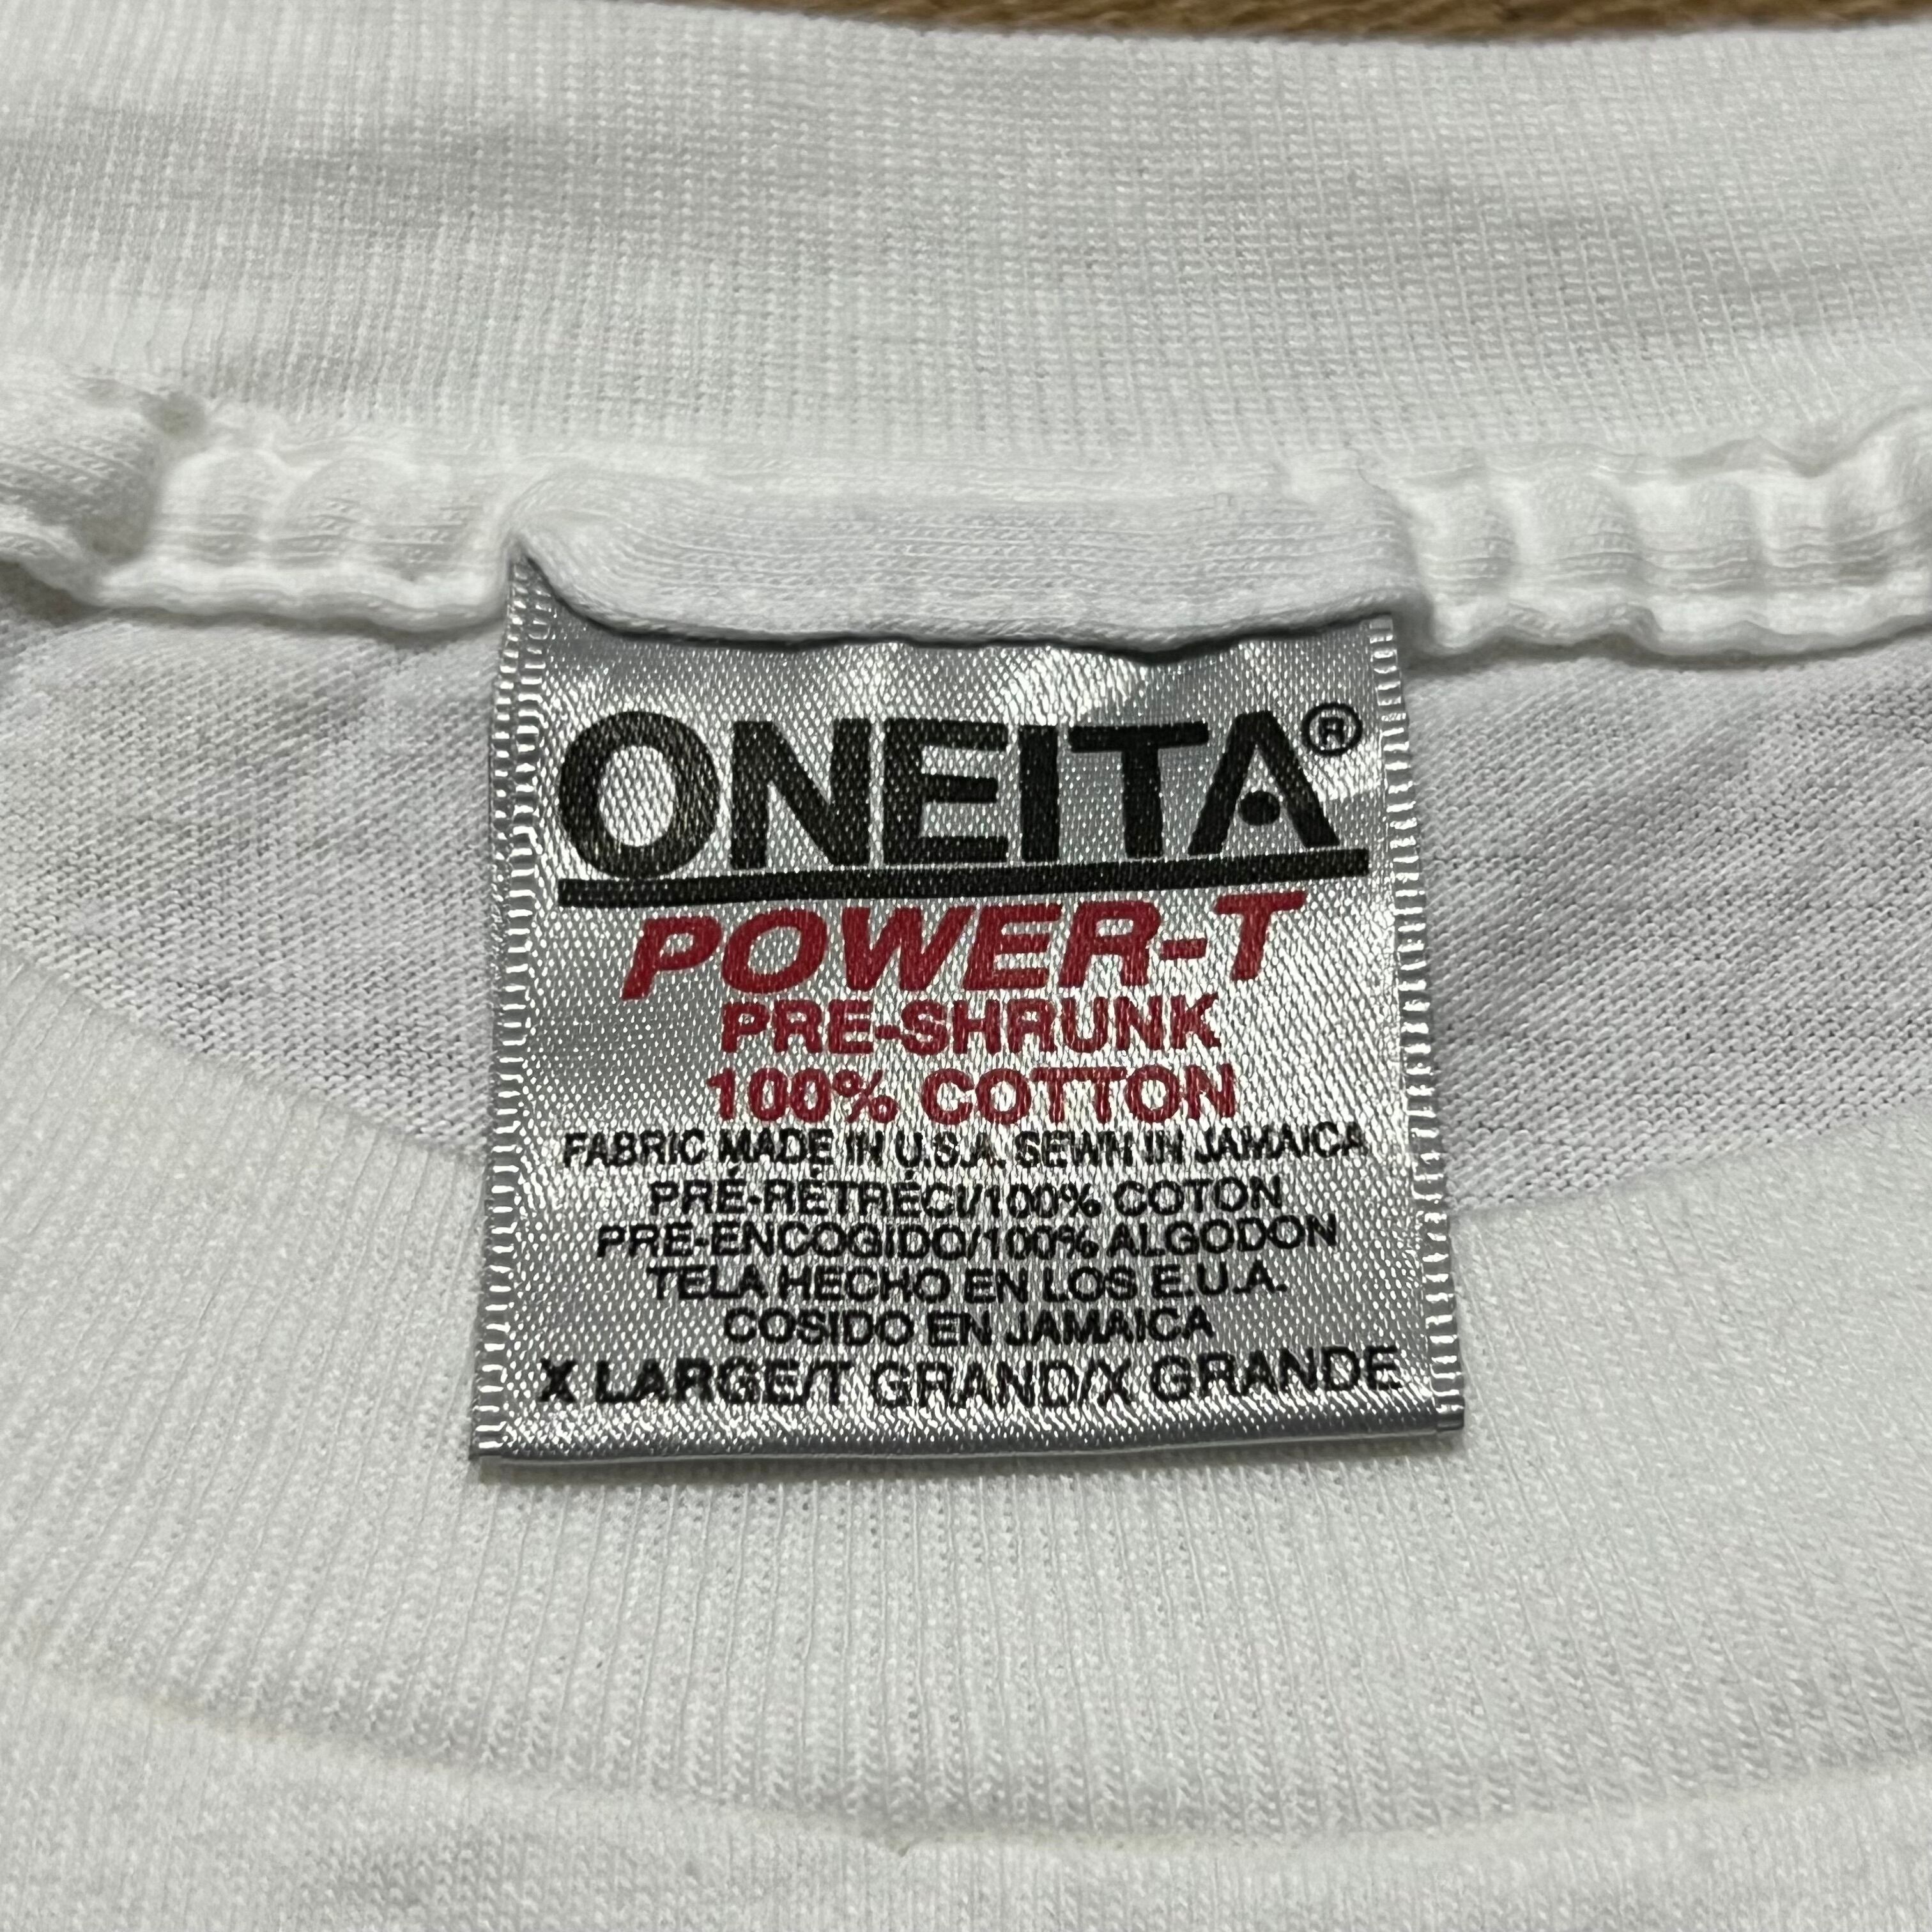 ONEITA®
POWER-T
PRE-SHRUNK
100% COTTON
FABRIC MADE IN U.S.A. SEWN IN JAMAICA
PRÉ-RÉTRÉCI/100% COTON
PRE-ENCOGIDO/100% ALGODON
TELA HECHO EN LOS E.U.A.
COSIDO EN JAMAICA
X LARGE/T GRAND/X GRANDE